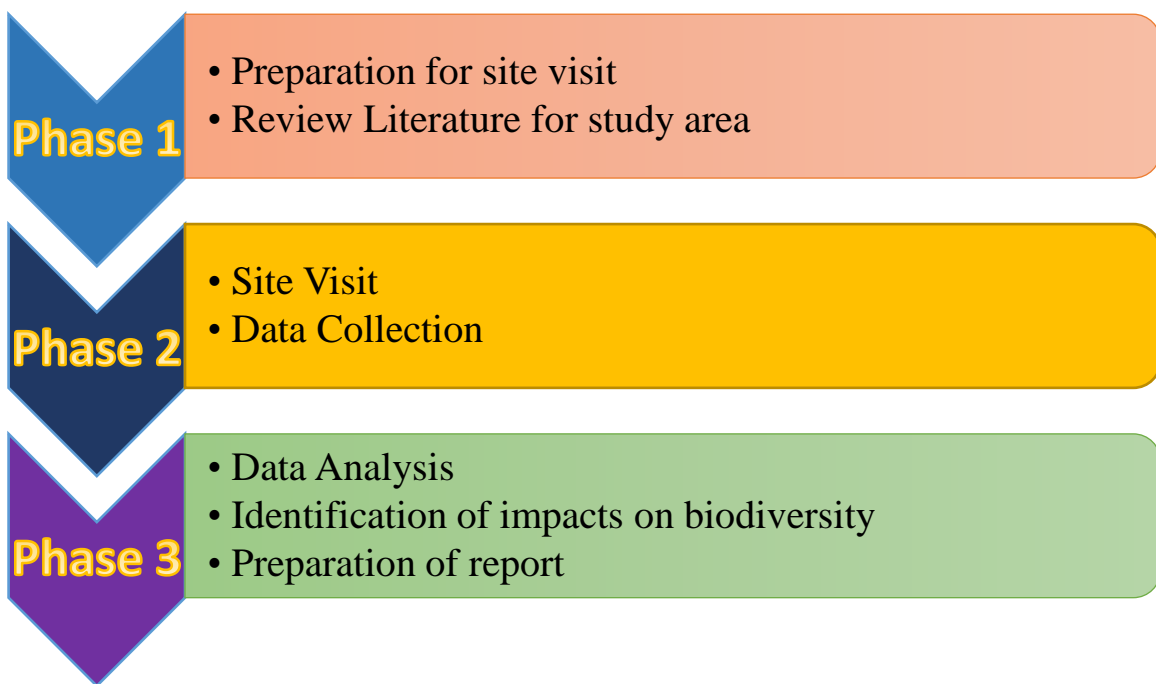 Phase 1
• Preparation for site visit
• Review Literature for study area
Phase 2
• Site Visit
• Data Collection
Phase 3
• Data Analysis
• Identification of impacts on biodiversity
• Preparation of report